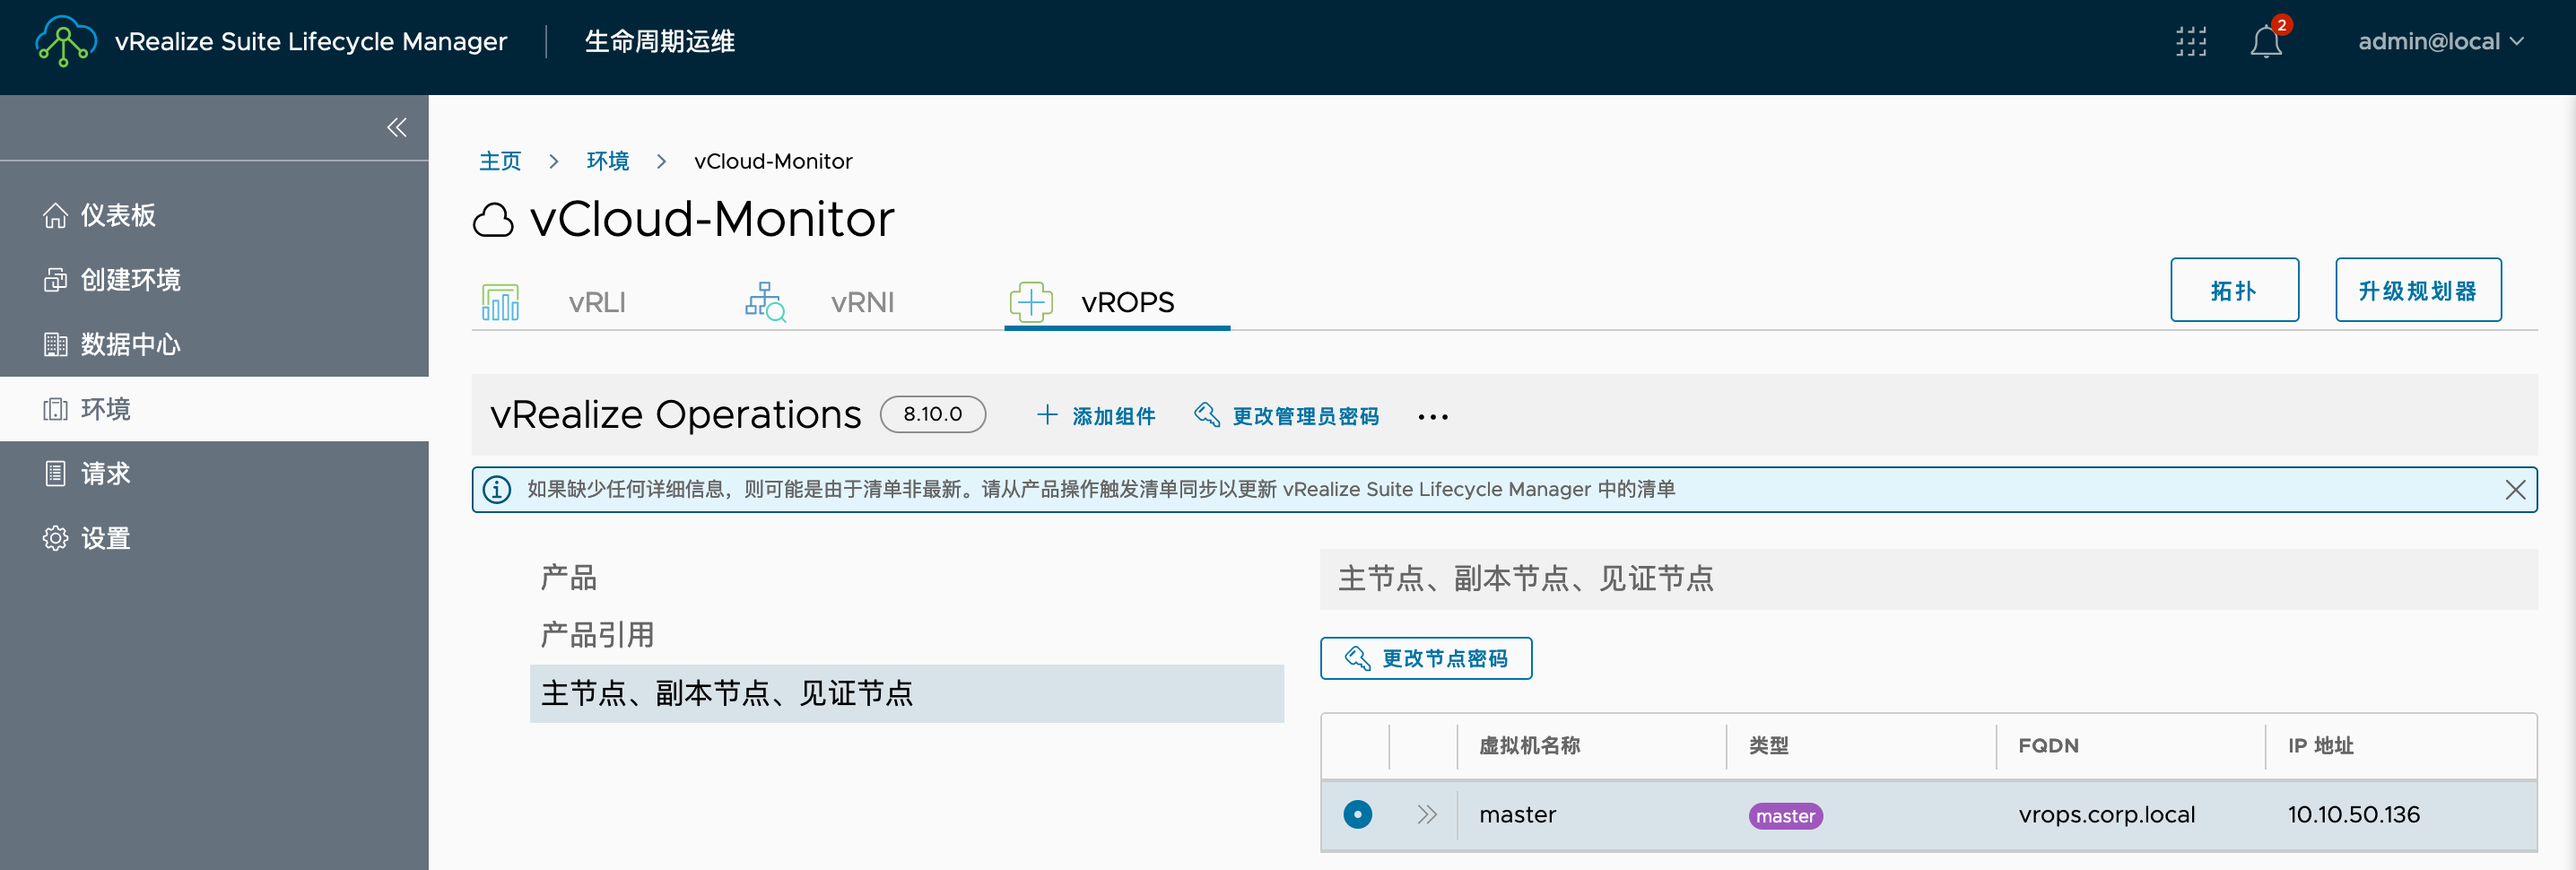 vRealize Suite Lifecycle Manager
生命周期运维
2
admin@local
仪表板
创建环境
数据中心
环境
请求
设置
主页 > 环境 > vCloud-Monitor
vCloud-Monitor
vRLI
vRNI
vROPS
拓扑
升级规划器
vRealize Operations
8.10.0
添加组件
更改管理员密码
如果缺少任何详细信息，则可能是由于清单非最新。请从产品操作触发清单同步以更新 vRealize Suite Lifecycle Manager 中的清单
产品
产品引用
主节点、副本节点、见证节点
主节点、副本节点、见证节点
更改节点密码
虚拟机名称 类型 FQDN IP 地址
master master vrops.corp.local 10.10.50.136